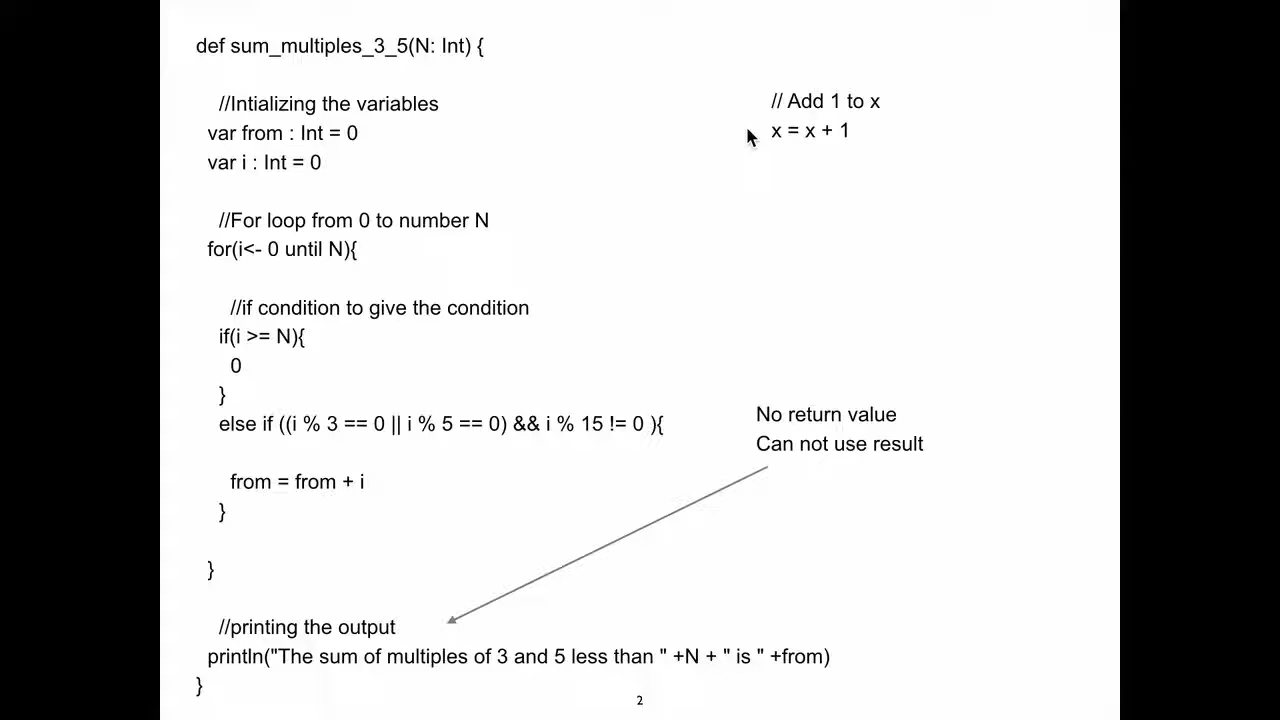 def sum_multiples_3_5(N: Int) {
//Intializing the variables
var from : Int = 0
var i : Int = 0
//For loop from 0 to number N
for(i<- 0 until N){
//if condition to give the condition
if(i >= N){
0
}
else if ((i % 3 == 0 || i % 5 == 0) && i % 15 != 0 ){
from = from + i
}
}
//printing the output
println("The sum of multiples of 3 and 5 less than " +N + " is " +from)
}
// Add 1 to x
x = x + 1
No return value
Can not use result
2